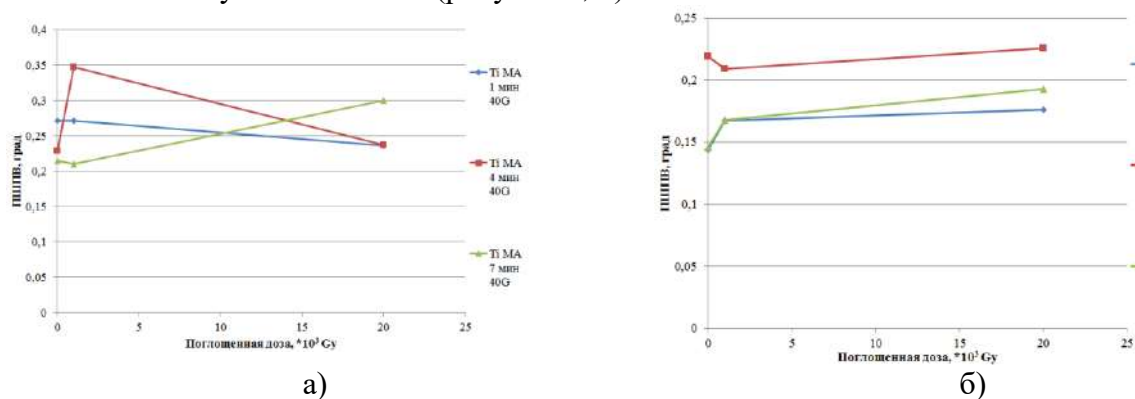 0,4
0,35
0,3
0,25
0,2
0,15
0,1
0,05
0
ПШПВ, град
0 5 10 15 20 25
Поглощенная доза, *10³ Gy
Ti МА
1 мин
40G
Ti МА
4 мин
40G
Ti МА
7 мин
40G
а)
0,25
0,2
0,15
0,1
0,05
0
ПШПВ, град
0 5 10 15 20 25
Поглощенная доза, *10³ Gy
б)